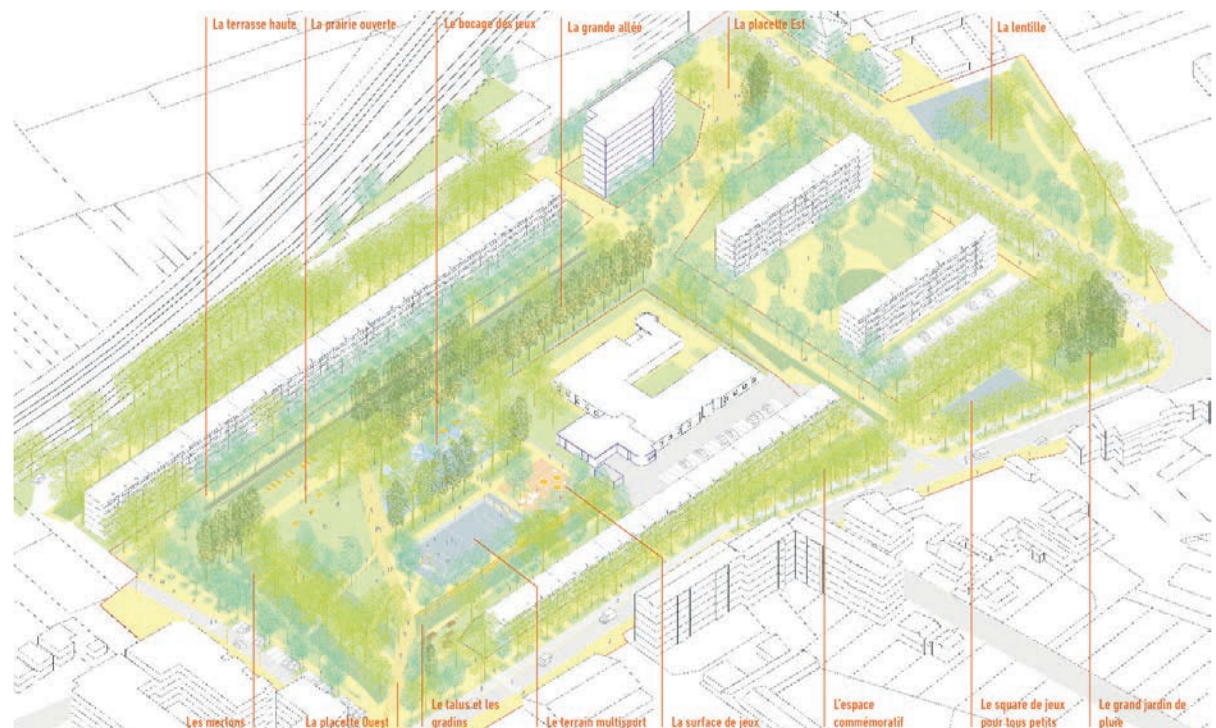 La terrasse haute
La prairie ouverte
Le bocage des jeux
La grande allée
La placette Est
La lentille
Les merlons
La placette Ouest
Le talus et les
gradins
Le terrain multisport
La surface de jeux
L'espace
commémoratif
Le square de jeux
pour tous petits
Le grand jardin de
pluie